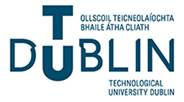 OLLSCOIL TEICNEOLAÍOCHTA
BHAILE ÁTHA CLIATH
TU
DUBLIN
TECHNOLOGICAL
UNIVERSITY DUBLIN